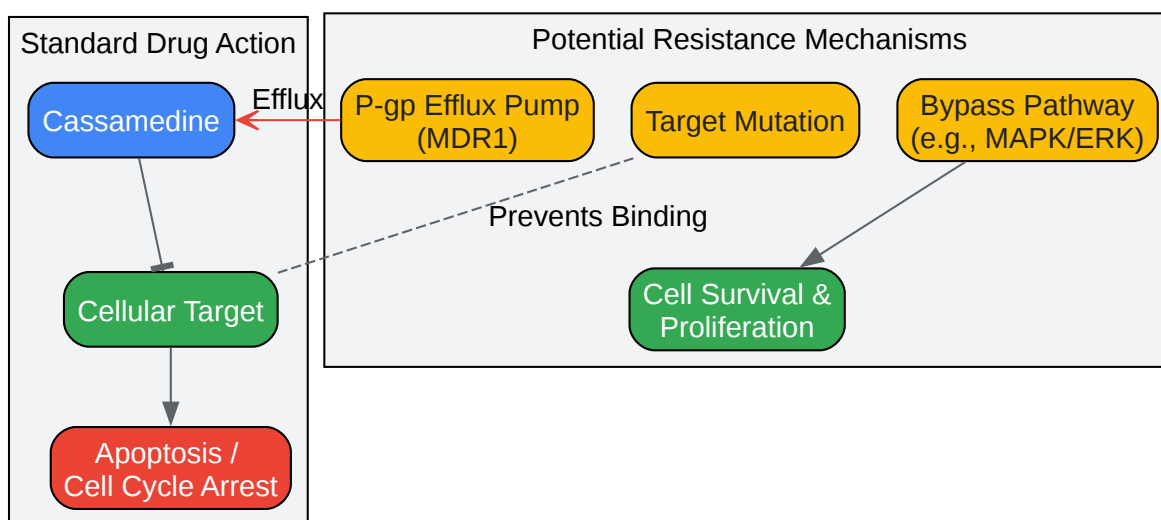 Standard Drug Action
Potential Resistance Mechanisms
Cassamedine
Efflux
P-gp Efflux Pump
(MDR1)
Target Mutation
Bypass Pathway
(e.g., MAPK/ERK)
Prevents Binding
Cellular Target
Cell Survival &
Proliferation
Apoptosis /
Cell Cycle Arrest